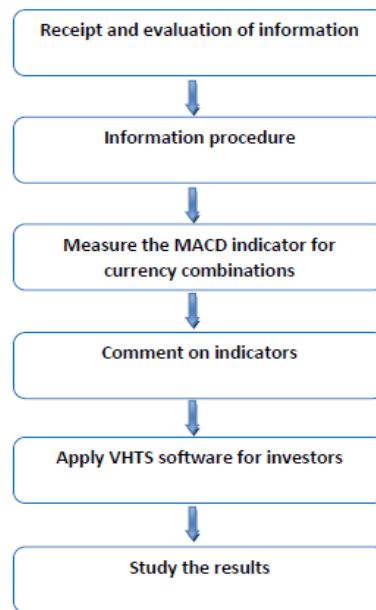 Receipt and evaluation of information
Information procedure
Measure the MACD indicator for
currency combinations
Comment on indicators
Apply VHTS software for investors
Study the results